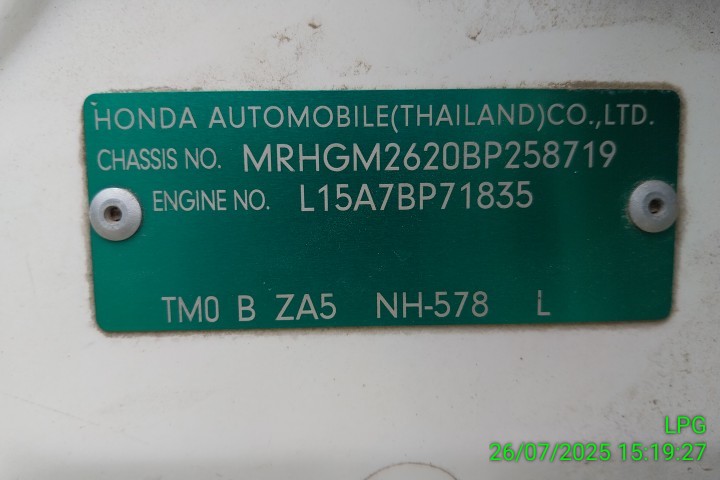 HONDA AUTOMOBILE(THAILAND)CO.,LTD.
CHASSIS NO. MRHGM2620BP258719
ENGINE NO. L15A7BP71835
TM0 B ZA5 NH-578 L
LPG
26/07/2025 15:19:27